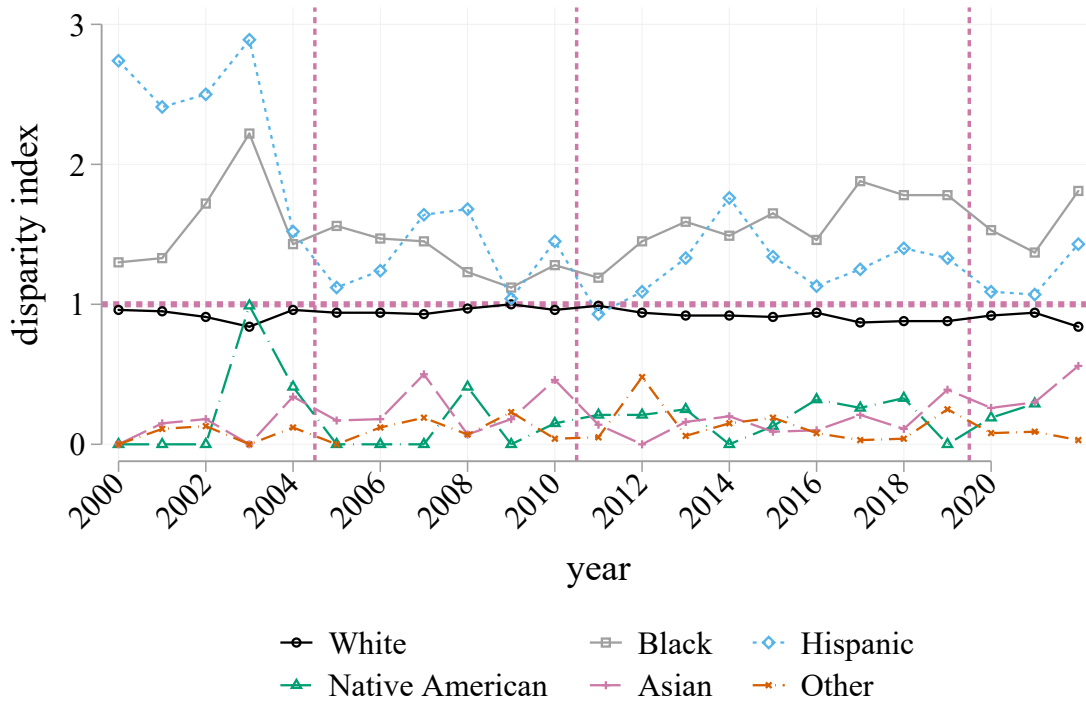 3
2
1
0
disparity index
2000 2002 2004 2006 2008 2010 2012 2014 2016 2018 2020
year
White Black Hispanic
Native American Asian Other